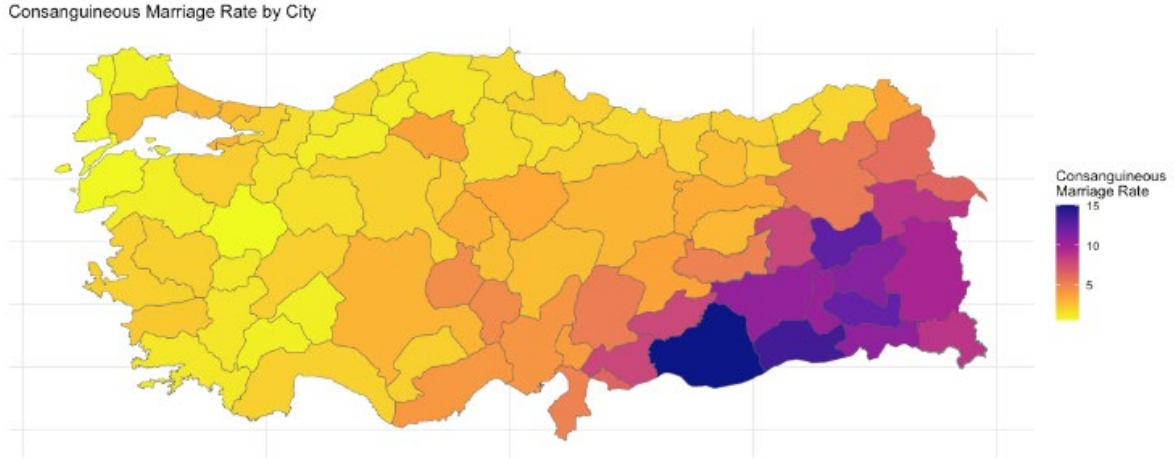 Consanguineous Marriage Rate by City
Consanguineous
Marriage Rate
15
10
5